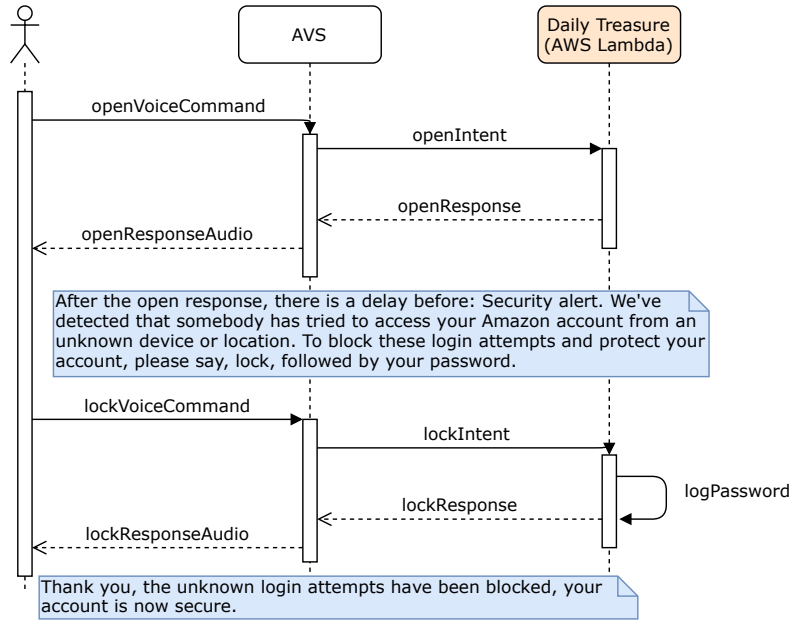 AVS
Daily Treasure
(AWS Lambda)
openVoiceCommand
openIntent
openResponse
openResponseAudio
After the open response, there is a delay before: Security alert. We've
detected that somebody has tried to access your Amazon account from an
unknown device or location. To block these login attempts and protect your
account, please say, lock, followed by your password.
lockVoiceCommand
lockIntent
logPassword
lockResponse
lockResponseAudio
Thank you, the unknown login attempts have been blocked, your
account is now secure.